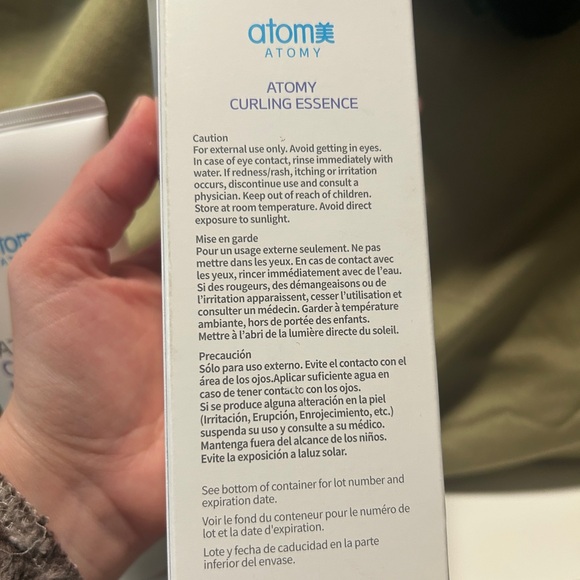 atom美
ATOMY
ATOMY
CURLING ESSENCE
Caution
For external use only. Avoid getting in eyes.
In case of eye contact, rinse immediately with
water. If redness/rash, itching or irritation
occurs, discontinue use and consult a
physician. Keep out of reach of children.
Store at room temperature. Avoid direct
exposure to sunlight.
Mise en garde
Pour un usage externe seulement. Ne pas
mettre dans les yeux. En cas de contact avec
les yeux, rincer immédiatement avec de l'eau.
Si des rougeurs, des démangeaisons ou de
l'irritation apparaissent, cesser l'utilisation et
consulter un médecin. Garder à température
ambiante, hors de portée des enfants.
Mettre à l'abri de la lumière directe du soleil.
Precaución
Sólo para uso externo. Evite el contacto con el
área de los ojos.Aplicar suficiente agua en
caso de tener contacto con los ojos.
Si se produce alguna alteración en la piel
(Irritación, Erupción, Enrojecimiento, etc.)
suspenda su uso y consulte a su médico.
Mantenga fuera del alcance de los niños.
Evite la exposición a laluz solar.
See bottom of container for lot number and
expiration date.
Voir le fond du conteneur pour le numéro de
lot et la date d'expiration.
Lote y fecha de caducidad en la parte
inferior del envase.